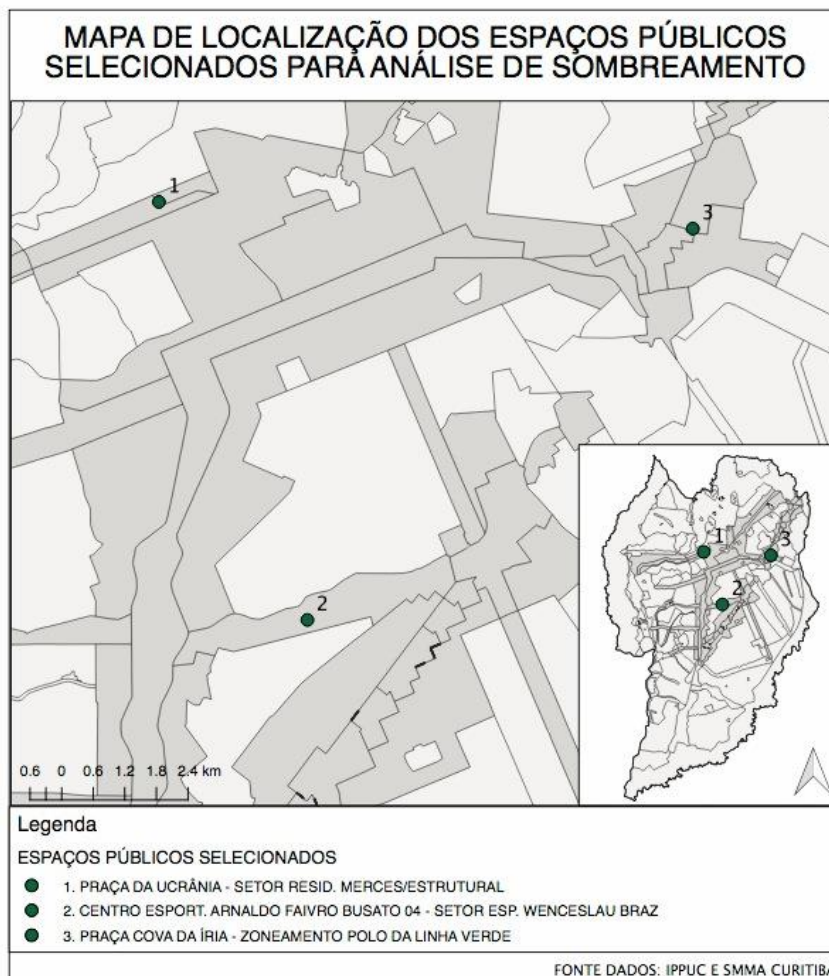 MAPA DE LOCALIZAÇÃO DOS ESPAÇOS PÚBLICOS
SELECIONADOS PARA ANÁLISE DE SOMBREAMENTO
1
3
2
1
3
2
0.6 0 0.6 1.2 1.8 2.4 km
Legenda
ESPAÇOS PÚBLICOS SELECIONADOS
1. PRAÇA DA UCRÂNIA - SETOR RESID. MERCES/ESTRUTURAL
2. CENTRO ESPORT. ARNALDO FAIVRO BUSATO 04 - SETOR ESP. WENCESLAU BRAZ
3. PRAÇA COVA DA ÍRIA - ZONEAMENTO POLO DA LINHA VERDE
FONTE DADOS: IPPUC E SMMA CURITIBA